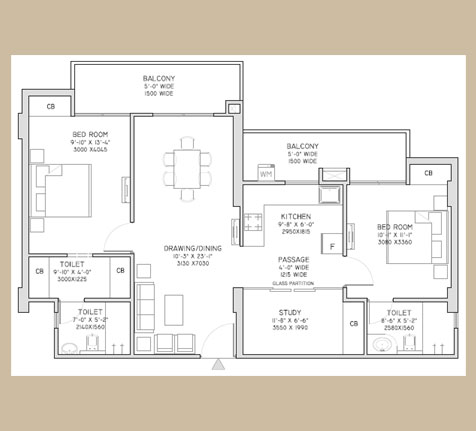 BALCONY
5'-0" WIDE
1500 WIDE
CB
BED ROOM
9'-10" X 13'-4"
3000 X4045
BALCONY
5'-0" WIDE
1500 WIDE
WM
CB
KITCHEN
9'-8" X 6'-0"
2950X1815
BED ROOM
10'-1" X 11'-1"
3080 X3360
F
DRAWING/DINING
10'-3" X 23'-1"
3130 X7030
PASSAGE
4'-0" WIDE
1215 WIDE
GLASS PARTITION
CB
TOILET
9'-10" X 4'-0"
3000X1225
CB
TOILET
7'-0" X 5'-2"
2140X1560
STUDY
11'-8" X 6'-6"
3550 X 1990
CB
TOILET
8'-6" X 5'-2"
2580X1560